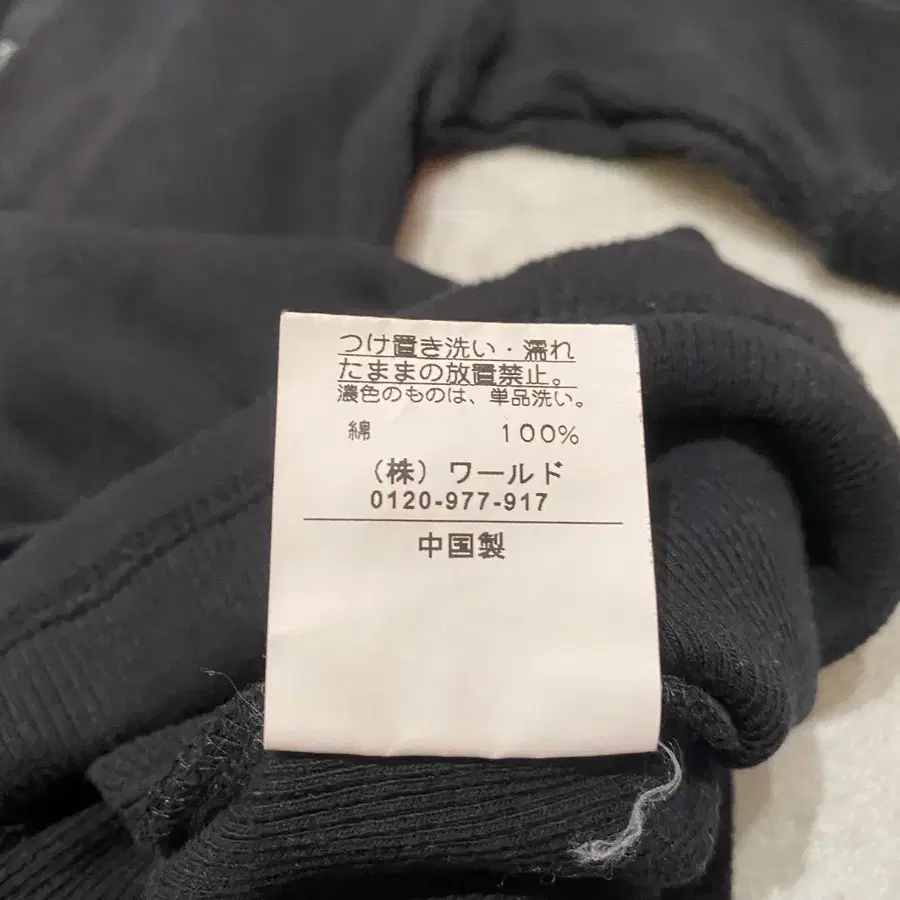 つけ置き洗い・濡れ
たままの放置禁止。
濃色のものは、単品洗い。
綿 100%
（株）ワールド
0120-977-917
中国製